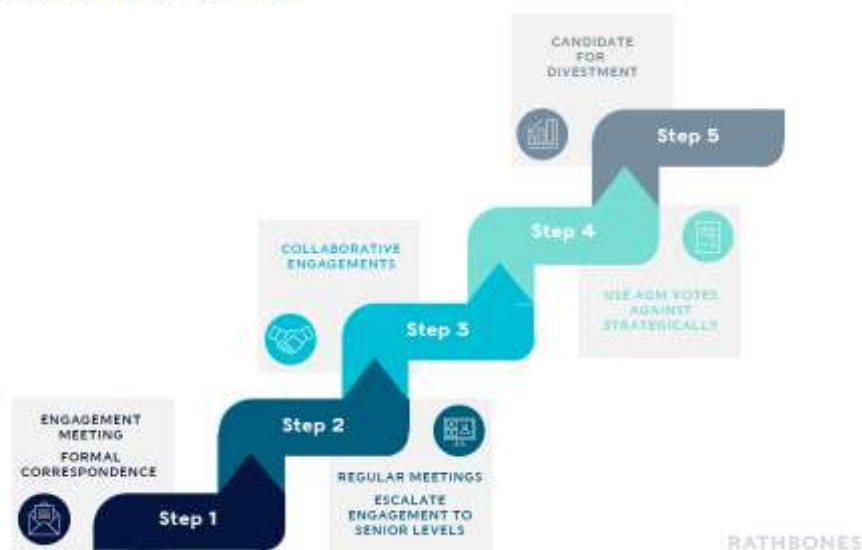 CANDIDATE
FOR
DIVESTMENT
Step 5
Step 4
COLLABORATIVE
ENGAGEMENTS
USE AGM VOTES
AGAINST
STRATEGICALLY
Step 3
ENGAGEMENT
MEETING
FORMAL
CORRESPONDENCE
Step 2
REGULAR MEETINGS
ESCALATE
ENGAGEMENT TO
SENIOR LEVELS
Step 1
RATHBONES